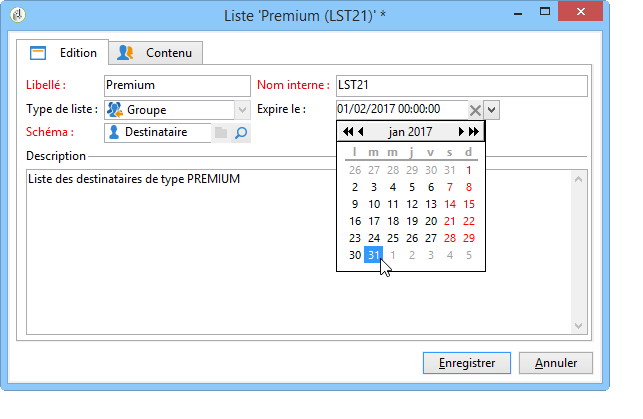 Liste 'Premium (LST21)' *
Edition Contenu
Libellé : Premium Nom interne : LST21
Type de liste : Groupe Expire le : 01/02/2017 00:00:00
Schéma : Destinataire
jan 2017
l m m j v s d
26 27 28 29 30 31 1
2 3 4 5 6 7 8
9 10 11 12 13 14 15
16 17 18 19 20 21 22
23 24 25 26 27 28 29
30 31 1 2 3 4 5
Description
Liste des destinataires de type PREMIUM
Enregistrer Annuler